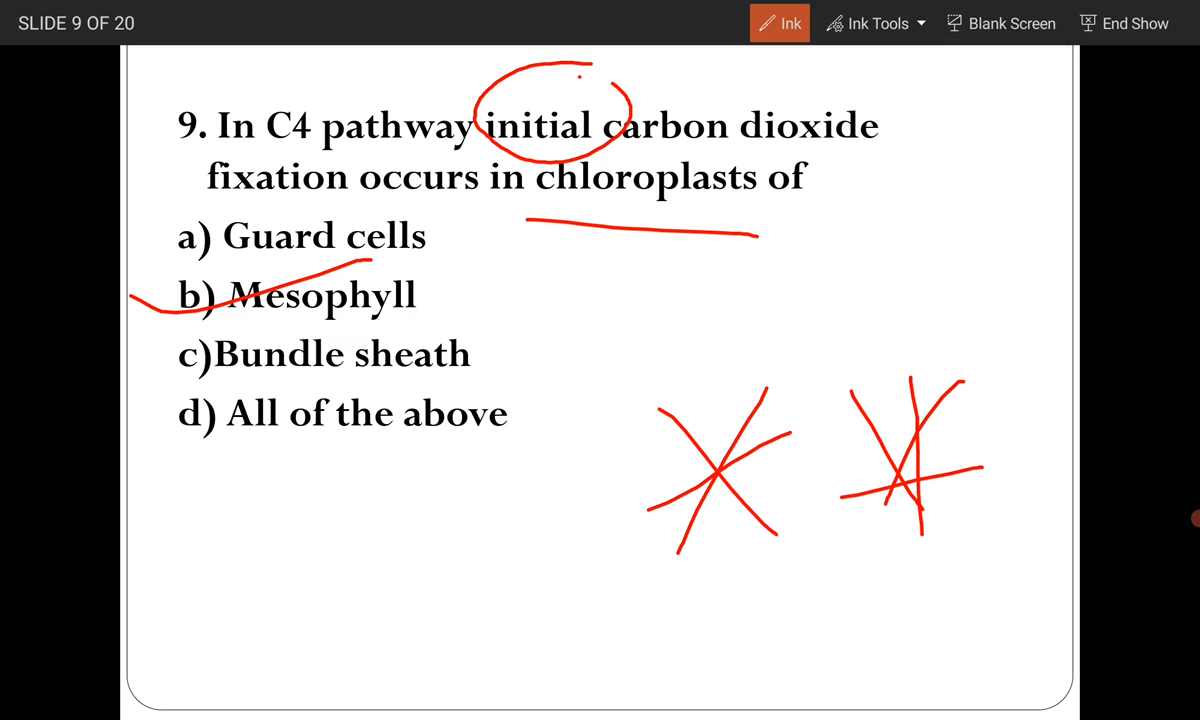 SLIDE 9 OF 20
Ink
Ink Tools
Blank Screen
End Show
9. In C4 pathway initial carbon dioxide
fixation occurs in chloroplasts of
a) Guard cells
b) Mesophyll
c)Bundle sheath
d) All of the above